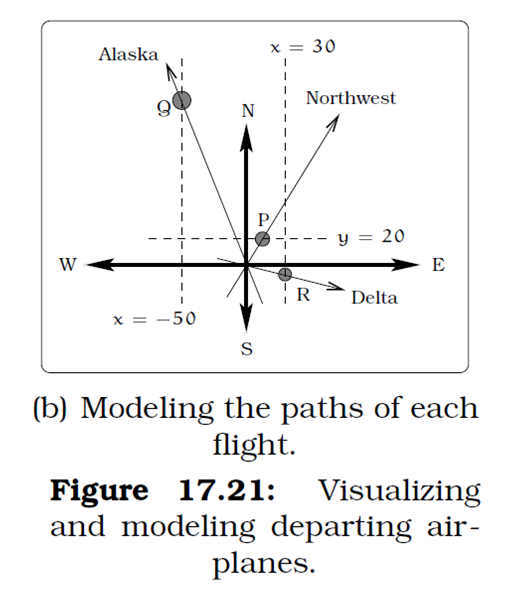 Alaska
x = 30
Q
N
Northwest
P
y = 20
W
E
R
Delta
x = −50
S
(b) Modeling the paths of each
flight.
Figure 17.21: Visualizing
and modeling departing air-
planes.